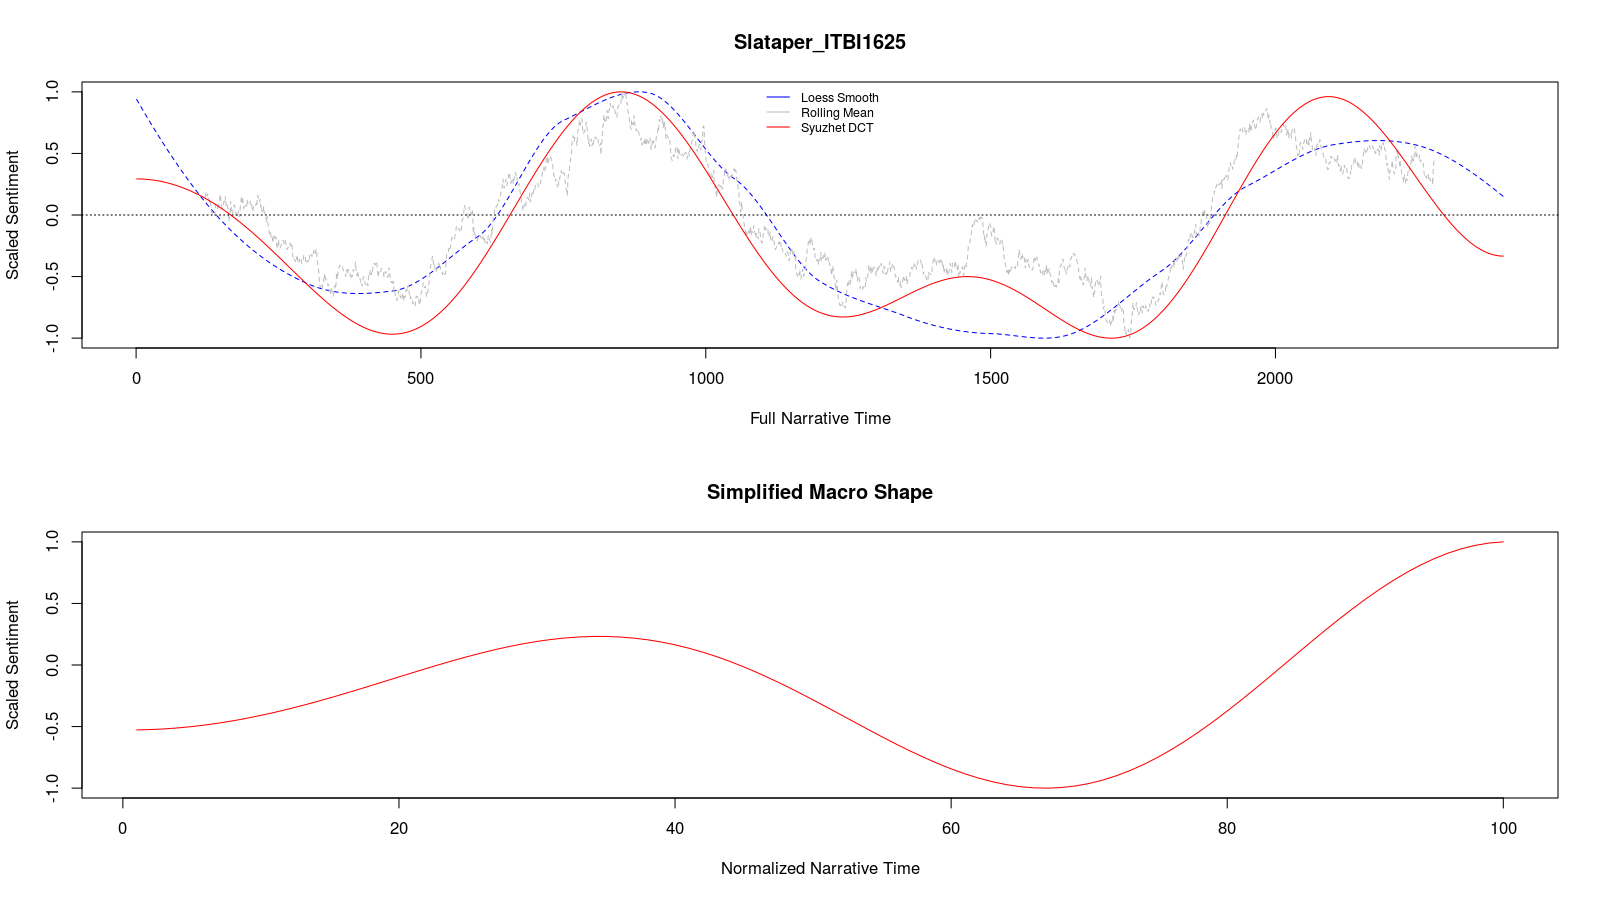 Slataper_ITBI1625
Loess Smooth
Rolling Mean
Syuzhet DCT
Scaled Sentiment
1.0
0.5
0.0
-0.5
-1.0
0 500 1000 1500 2000
Full Narrative Time
Simplified Macro Shape
Scaled Sentiment
1.0
0.5
0.0
-0.5
-1.0
0 20 40 60 80 100
Normalized Narrative Time